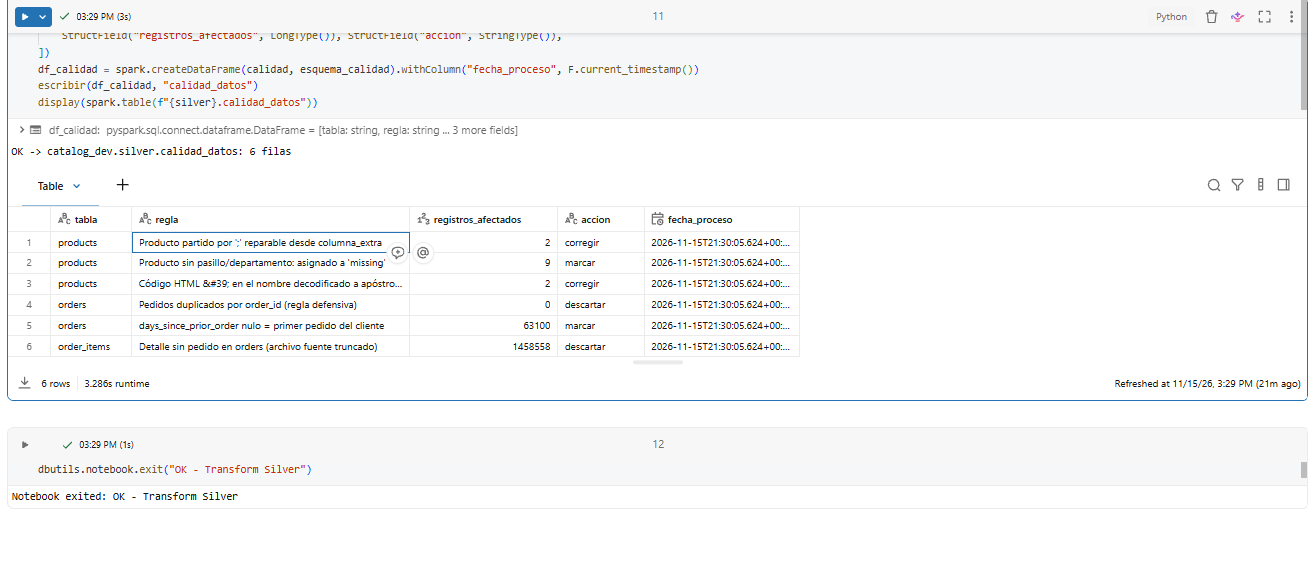 03:29 PM (3s)
11
Python
StructField("registros_afectados", LongType()), StructField("accion", StringType()),
])
df_calidad = spark.createDataFrame(calidad, esquema_calidad).withColumn("fecha_proceso", F.current_timestamp())
escribir(df_calidad, "calidad_datos")
display(spark.table(f"{silver}.calidad_datos"))
df_calidad: pyspark.sql.connect.dataframe.DataFrame = [tabla: string, regla: string ... 3 more fields]
OK -> catalog_dev.silver.calidad_datos: 6 filas
Table
tabla regla registros_afectados accion fecha_proceso
1 products Producto partido por ';' reparable desde columna_extra 2 corregir 2026-11-15T21:30:05.624+00:...
2 products Producto sin pasillo/departamento: asignado a 'missing' 9 marcar 2026-11-15T21:30:05.624+00:...
3 products Código HTML &#39; en el nombre decodificado a apóstro... 2 corregir 2026-11-15T21:30:05.624+00:...
4 orders Pedidos duplicados por order_id (regla defensiva) 0 descartar 2026-11-15T21:30:05.624+00:...
5 orders days_since_prior_order nulo = primer pedido del cliente 63100 marcar 2026-11-15T21:30:05.624+00:...
6 order_items Detalle sin pedido en orders (archivo fuente truncado) 1458558 descartar 2026-11-15T21:30:05.624+00:...
6 rows 3.286s runtime
Refreshed at 11/15/26, 3:29 PM (21m ago)
03:29 PM (1s)
12
dbutils.notebook.exit("OK - Transform Silver")
Notebook exited: OK - Transform Silver